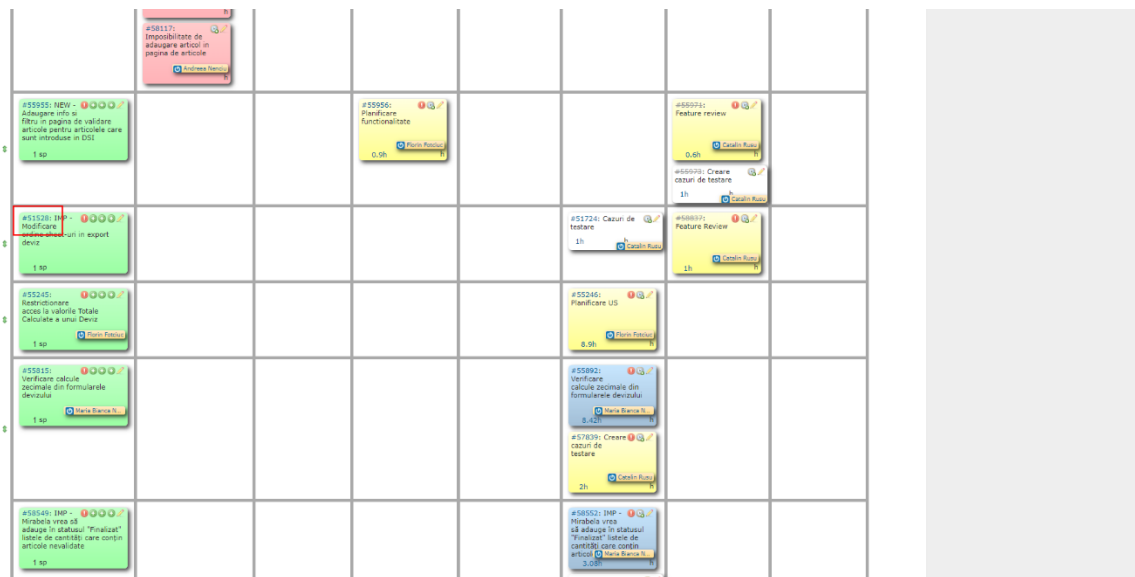 h
#58117:
Imposibilitate de
adaugare articol in
pagina de articole
Andreea Nanciu
h
#55955: NEW -
Adaugare info si
filtru in pagina de validare
articole pentru articolele care
sunt introduse in DSI
1 sp
#55956:
Planificare
functionalitate
Florin Fotciuc
0.9h
h
#55971:
Feature review
Catalin Rusu
0.6h
h
#55973: Creare
cazuri de testare
1h
h
Catalin Rusu
#51528: IMP -
Modificare
ordine sheet-uri in export
deviz
1 sp
#51724: Cazuri de
testare
1h
h
Catalin Rusu
#58837:
Feature Review
Catalin Rusu
1h
h
#55245:
Restrictionare
acces la valorile Totale
Calculate a unui Deviz
Florin Fotciuc
1 sp
#55246:
Planificare US
Florin Fotciuc
8.9h
h
#55815:
Verificare calcule
zecimale din formularele
devizului
Maria Bianca N...
1 sp
#55892:
Verificare
calcule zecimale din
formularele devizului
Maria Bianca N...
8.42h
h
#57839: Creare
cazuri de
testare
Catalin Rusu
2h
h
#58549: IMP -
Mirabela vrea să
adauge în statusul "Finalizat"
listele de cantități care conțin
articole nevalidate
1 sp
#58552: IMP -
Mirabela vrea
să adauge în statusul
"Finalizat" listele de
cantități care conțin
articole
Maria Bianca N...
3.08h
h